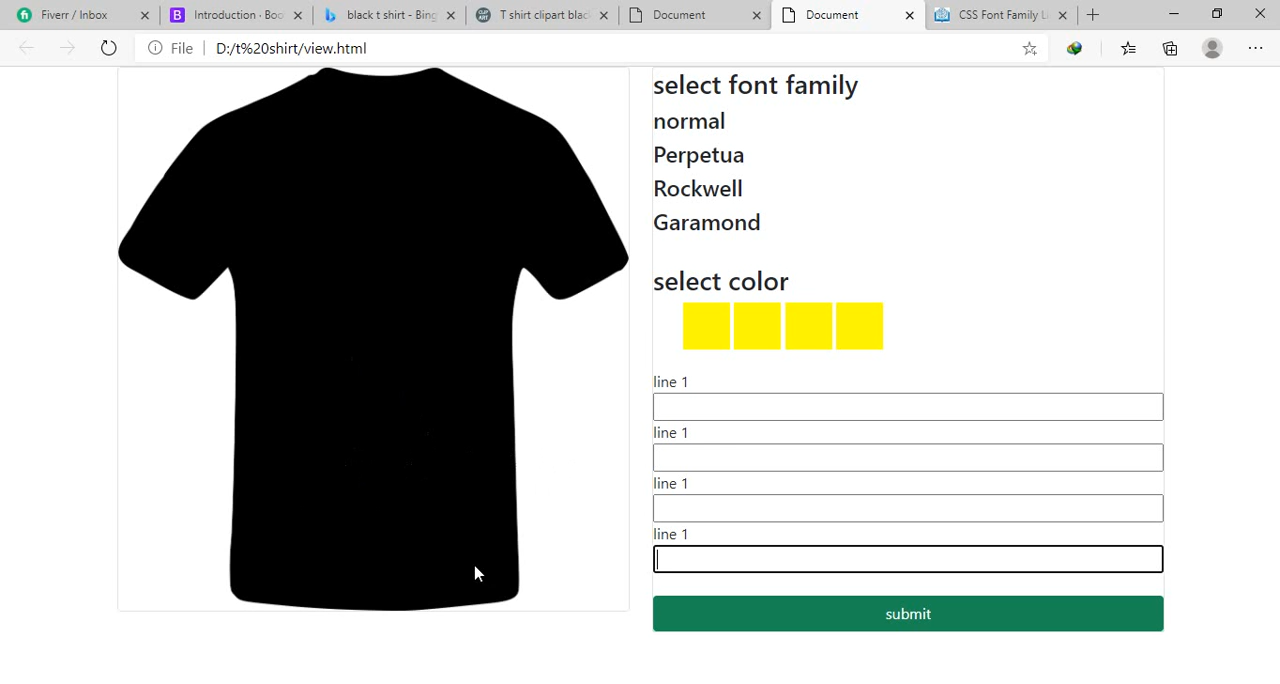 Fiverr / Inbox
Introduction · Boo
black t shirt - Bing
T shirt clipart blac
Document
Document
CSS Font Family Li
File
D:/t%20shirt/view.html
select font family
normal
Perpetua
Rockwell
Garamond
select color
line 1
line 1
line 1
line 1
submit